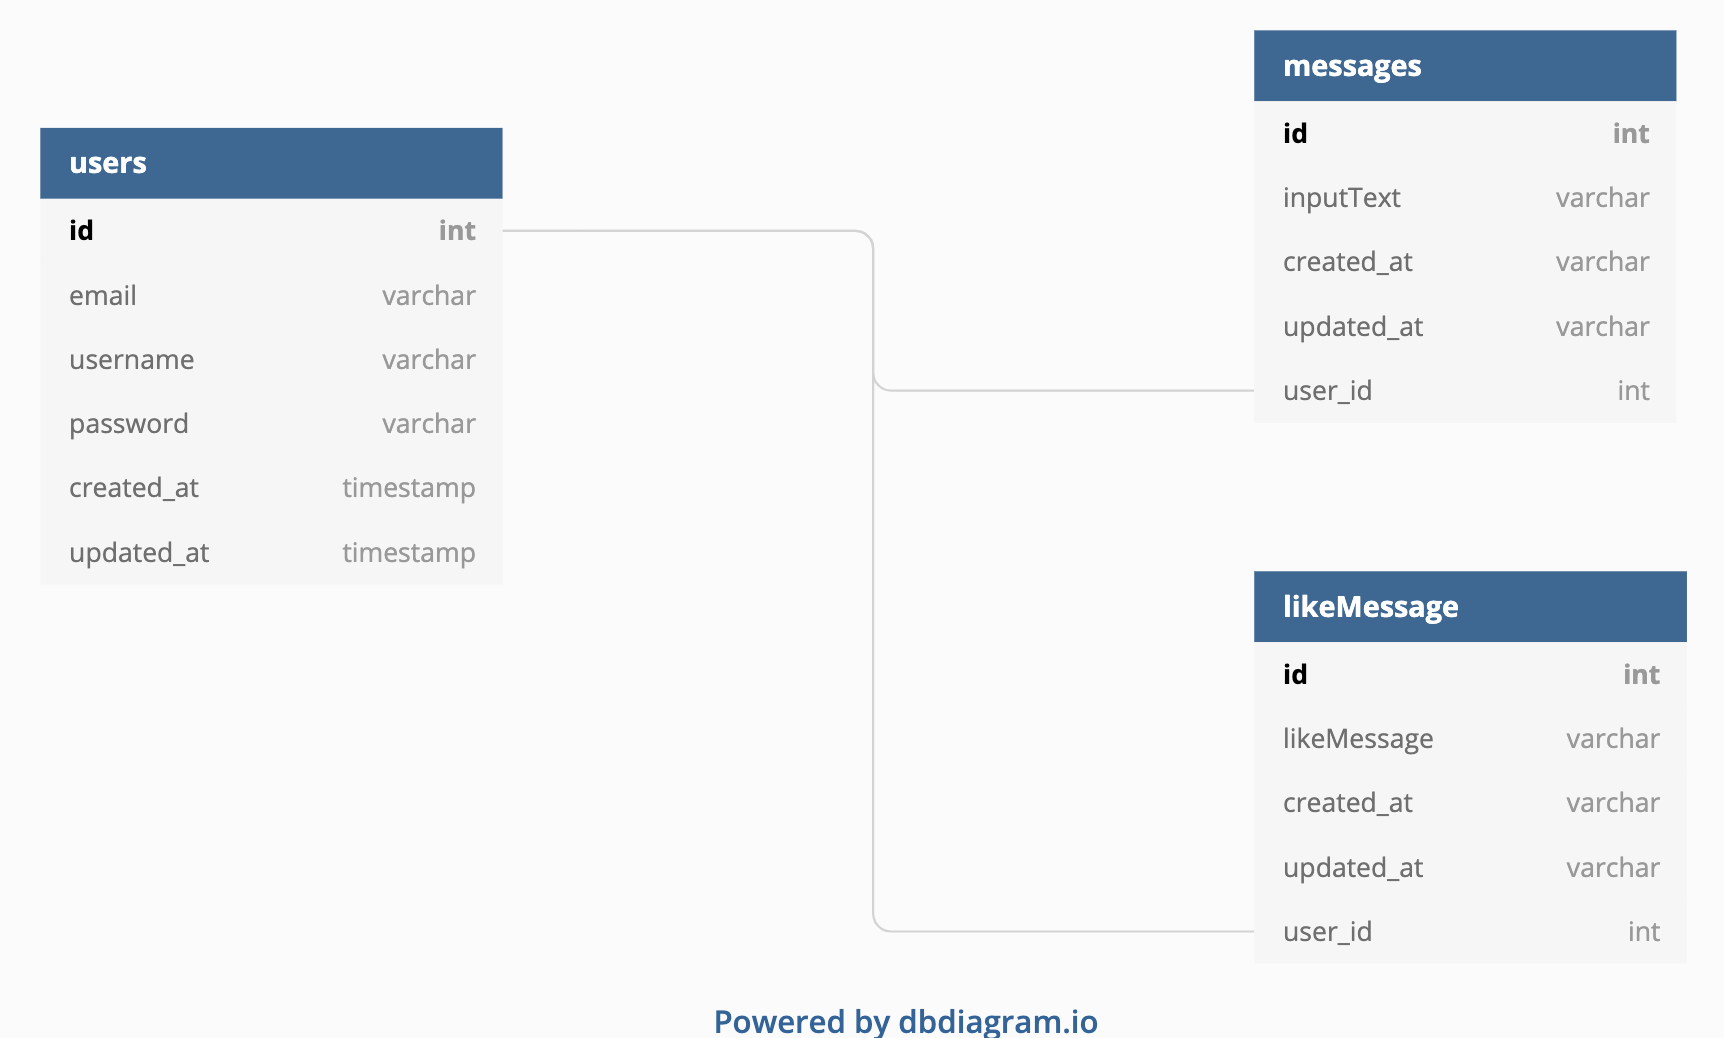 users
id int
email varchar
username varchar
password varchar
created_at timestamp
updated_at timestamp
messages
id int
inputText varchar
created_at varchar
updated_at varchar
user_id int
likeMessage
id int
likeMessage varchar
created_at varchar
updated_at varchar
user_id int
Powered by dbdiagram.io